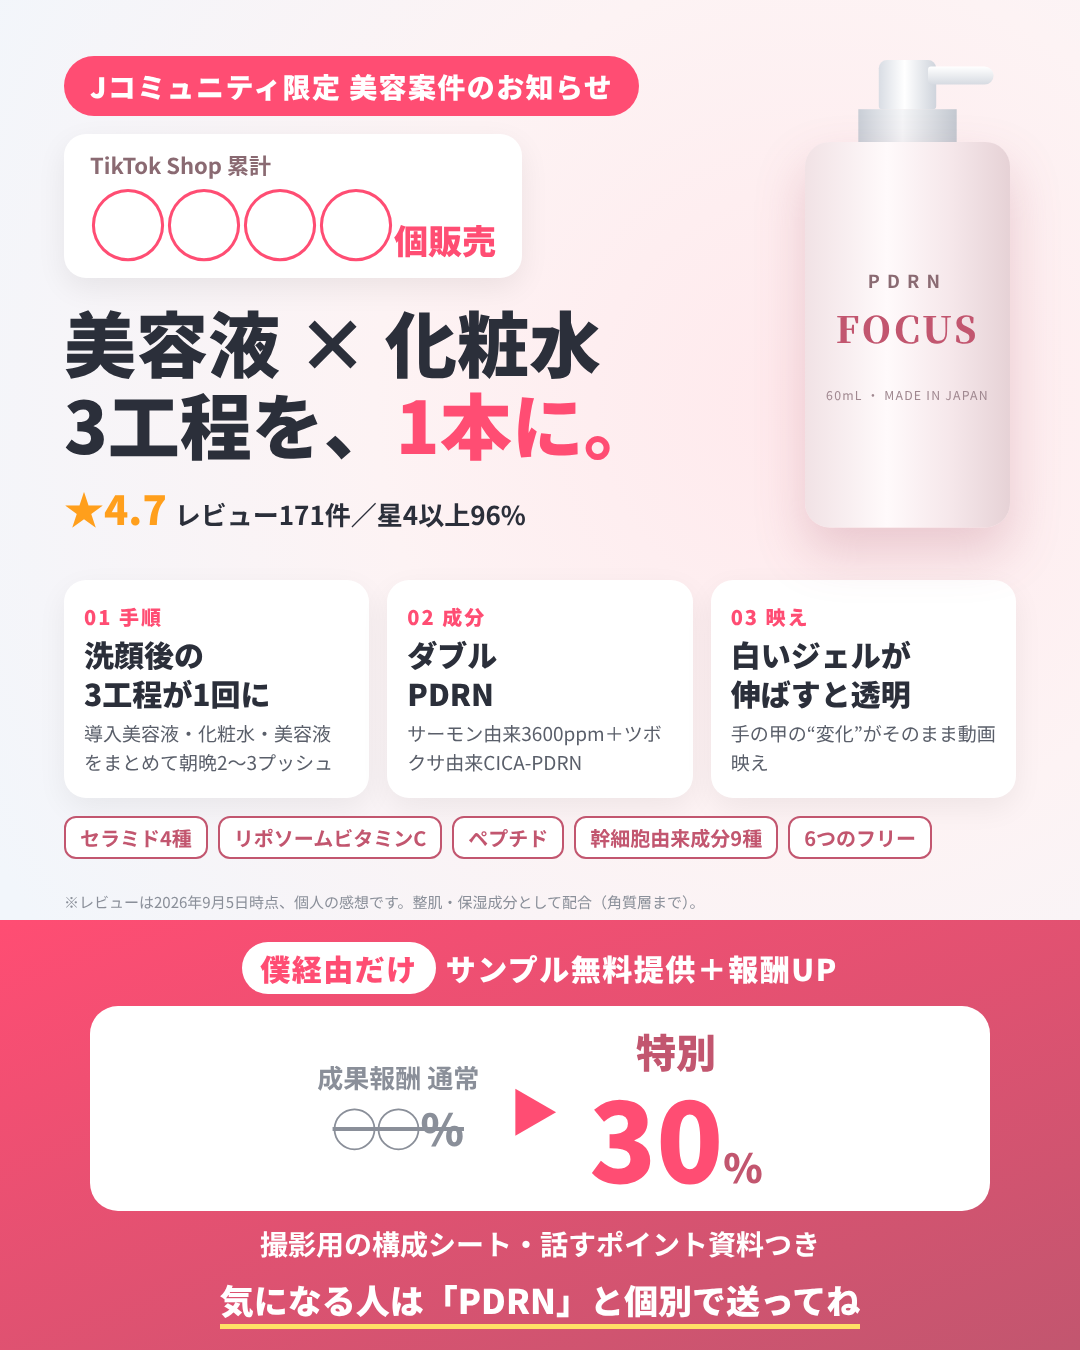 Jコミュニティ限定 美容案件のお知らせ
TikTok Shop 累計
◯◯◯◯個販売
美容液 × 化粧水
3工程を、1本に。
★4.7 レビュー171件／星4以上96%
PDRN
FOCUS
60mL ・ MADE IN JAPAN
01 手順
洗顔後の
3工程が1回に
導入美容液・化粧水・美容液
をまとめて朝晩2〜3プッシュ
02 成分
ダブル
PDRN
サーモン由来3600ppm＋ツボ
クサ由来CICA-PDRN
03 映え
白いジェルが
伸ばすと透明
手の甲の“変化”がそのまま動画
映え
セラミド4種
リポソームビタミンC
ペプチド
幹細胞由来成分9種
6つのフリー
※レビューは2026年9月5日時点、個人の感想です。整肌・保湿成分として配合（角質層まで）。
僕経由だけ サンプル無料提供＋報酬UP
成果報酬 通常
◯◯%
▶
特別
30%
撮影用の構成シート・話すポイント資料つき
気になる人は「PDRN」と個別で送ってね